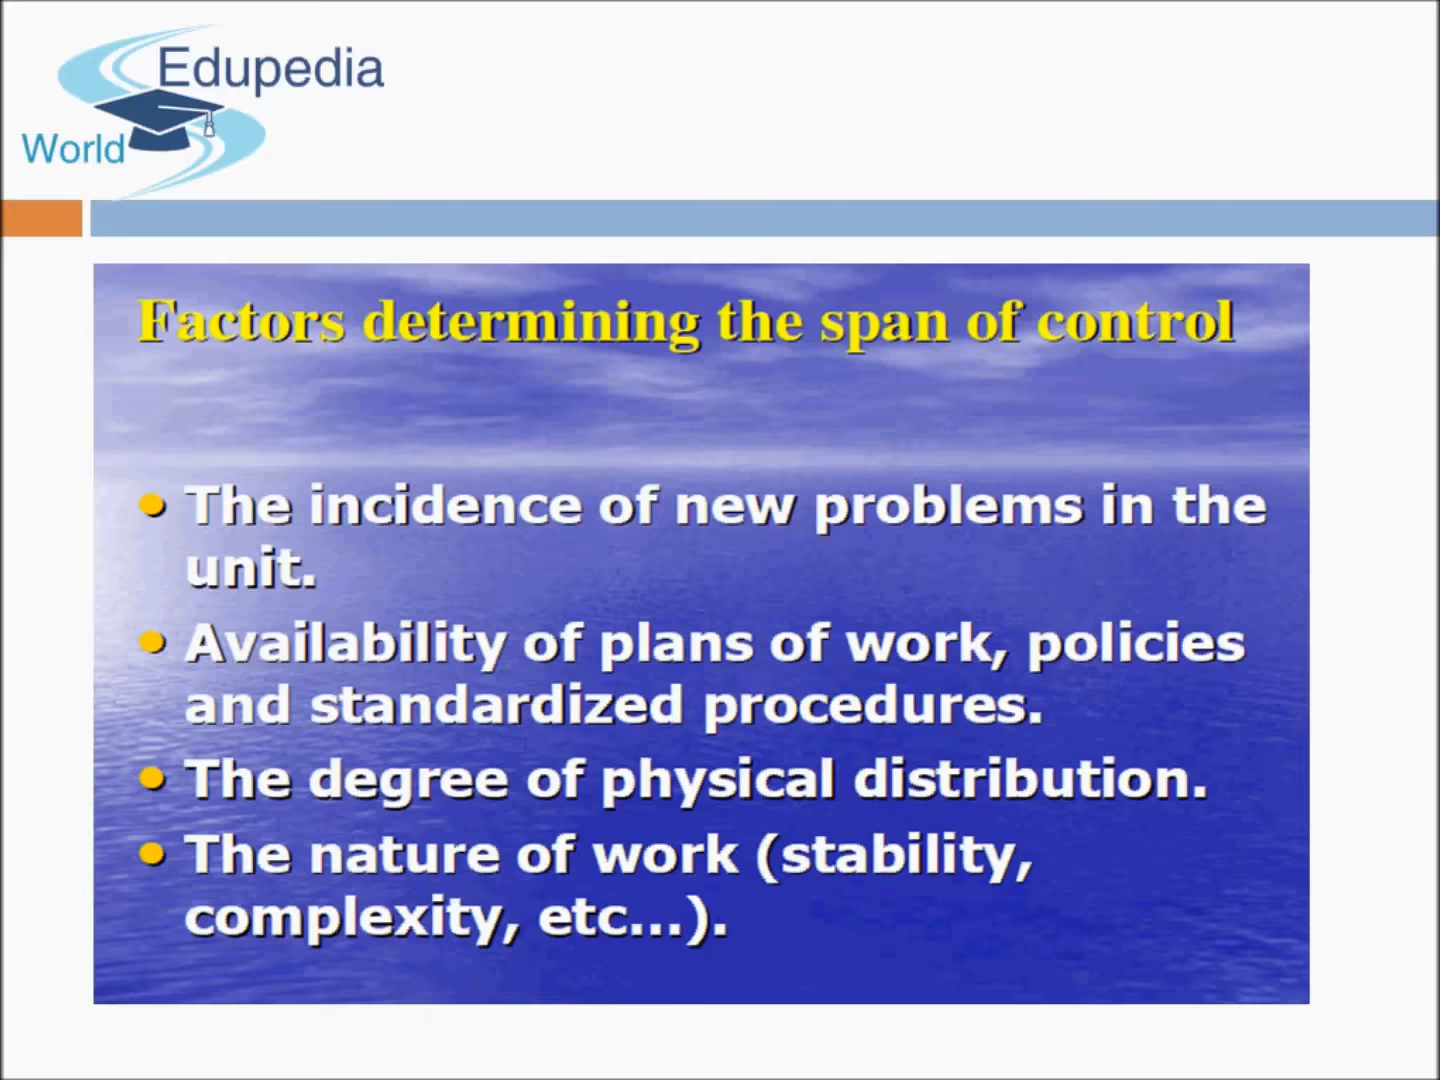 Edupedia
World
Factors determining the span of control
• The incidence of new problems in the
unit.
• Availability of plans of work, policies
and standardized procedures.
• The degree of physical distribution.
• The nature of work (stability,
complexity, etc...).